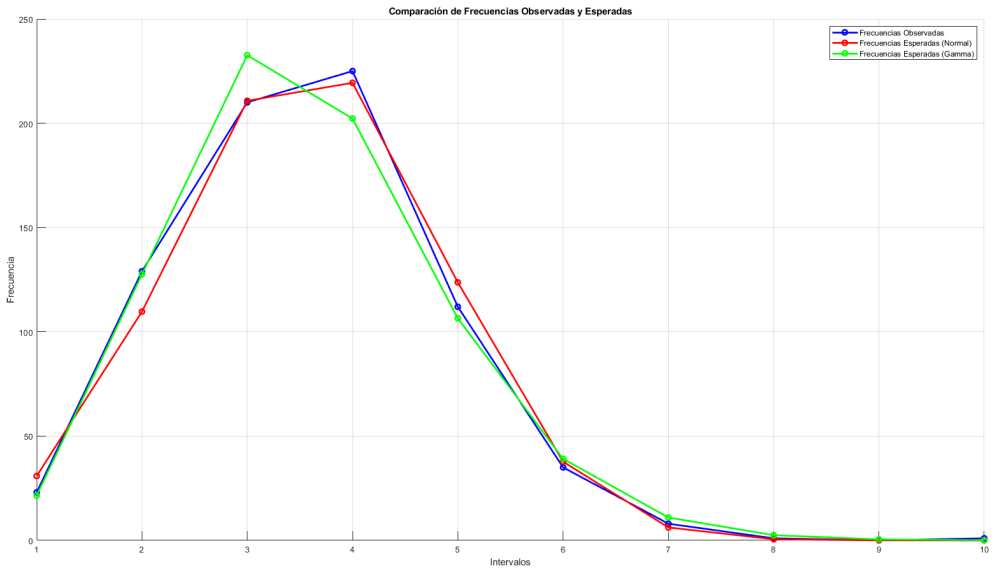 Comparación de Frecuencias Observadas y Esperadas
Frecuencias Observadas
Frecuencias Esperadas (Normal)
Frecuencias Esperadas (Gamma)
250
200
150
100
50
0
Frecuencia
1 2 3 4 5 6 7 8 9 10
Intervalos